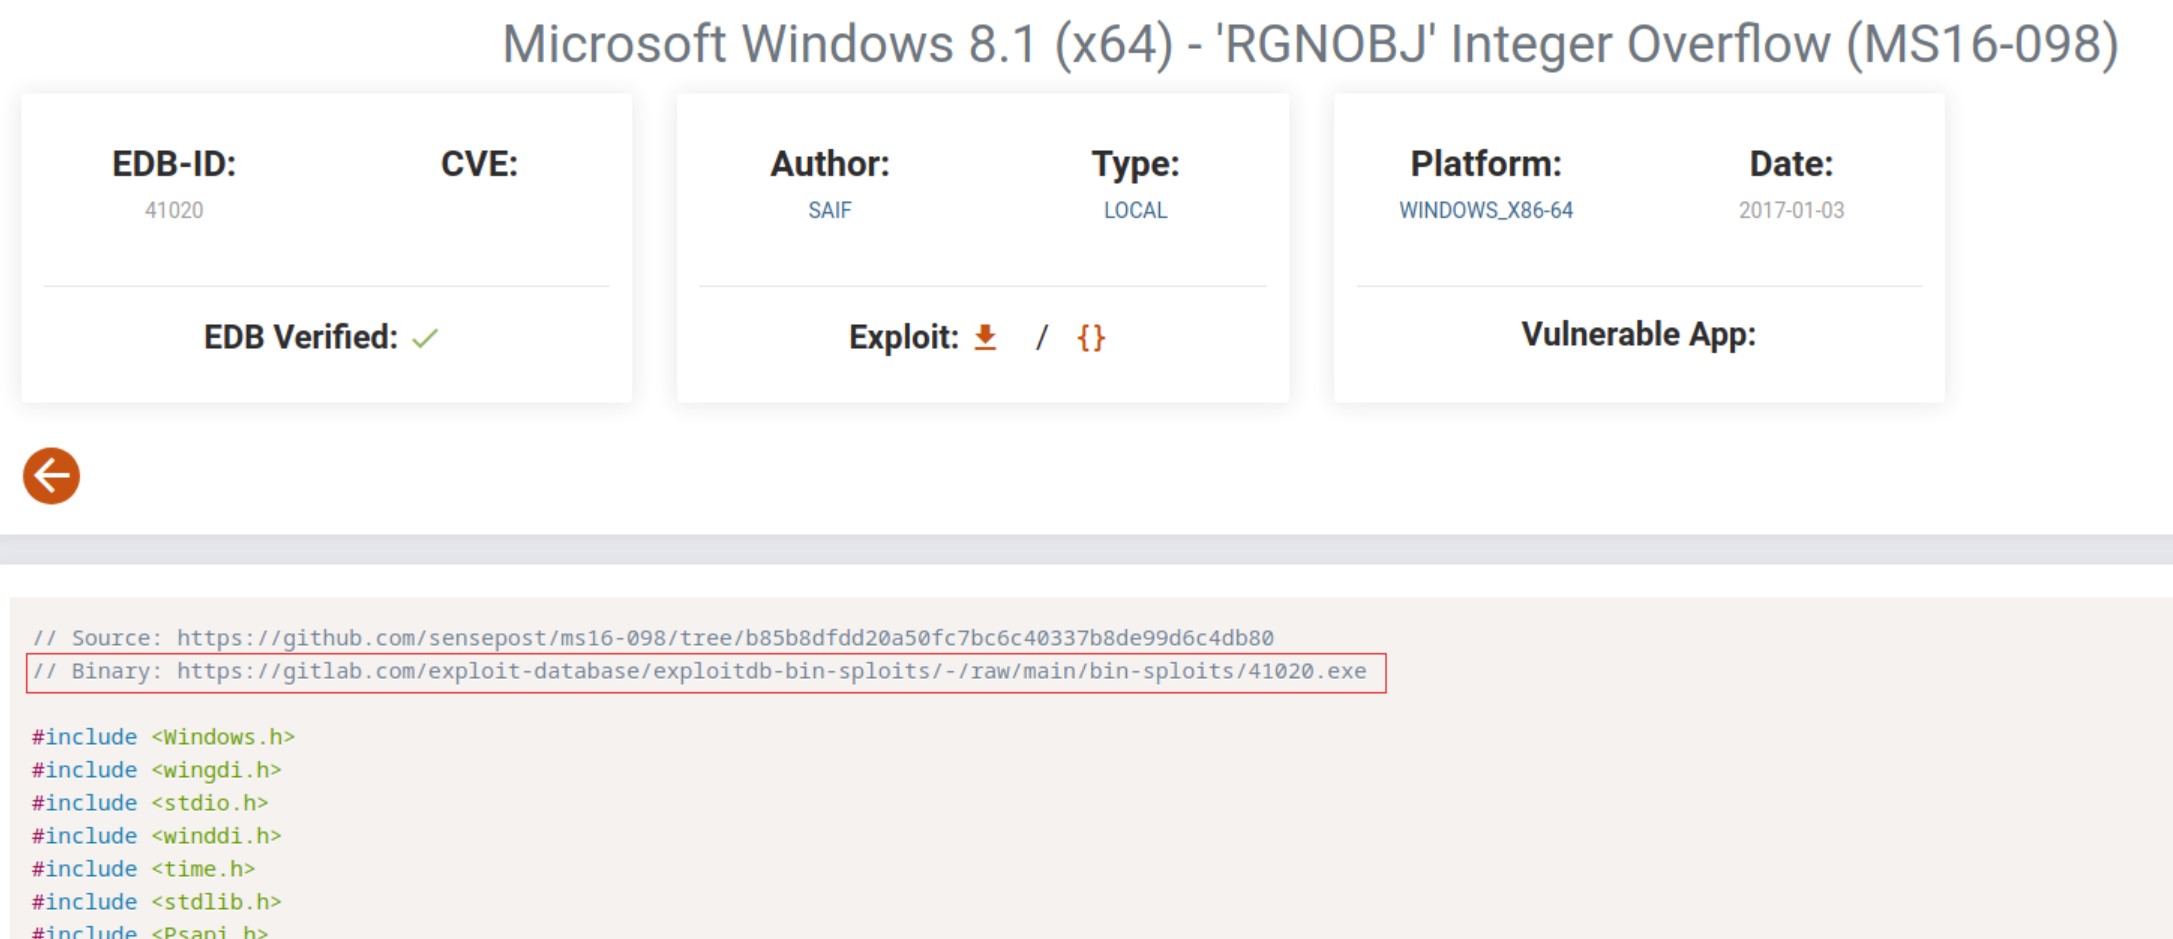 Microsoft Windows 8.1 (x64) - 'RGNOBJ' Integer Overflow (MS16-098)
EDB-ID: CVE:
41020
EDB Verified:
Author: Type:
SAIF LOCAL
Exploit: / {}
Platform: Date:
WINDOWS_X86-64 2017-01-03
Vulnerable App:
// Source: https://github.com/sensepost/ms16-098/tree/b85b8dfdd20a50fc7bc6c40337b8de99d6c4db80
// Binary: https://gitlab.com/exploit-database/exploitdb-bin-sploits/-/raw/main/bin-sploits/41020.exe
#include <Windows.h>
#include <wingdi.h>
#include <stdio.h>
#include <winddi.h>
#include <time.h>
#include <stdlib.h>
#include <Psapi.h>